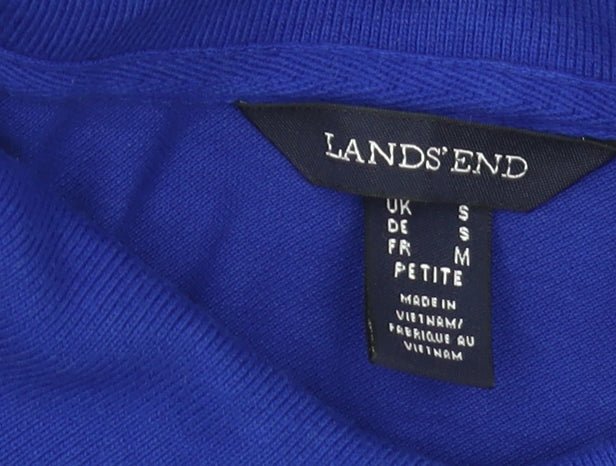 LANDS' END
UK S
DE S
FR M
PETITE
MADE IN
VIETNAM/
FABRIQUE AU
VIETNAM